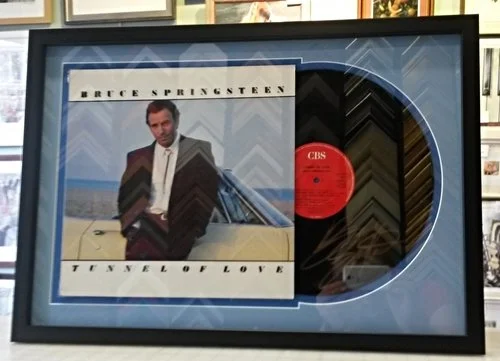 BRUCE SPRINGSTEEN
CBS
TUNNEL OF LOVE